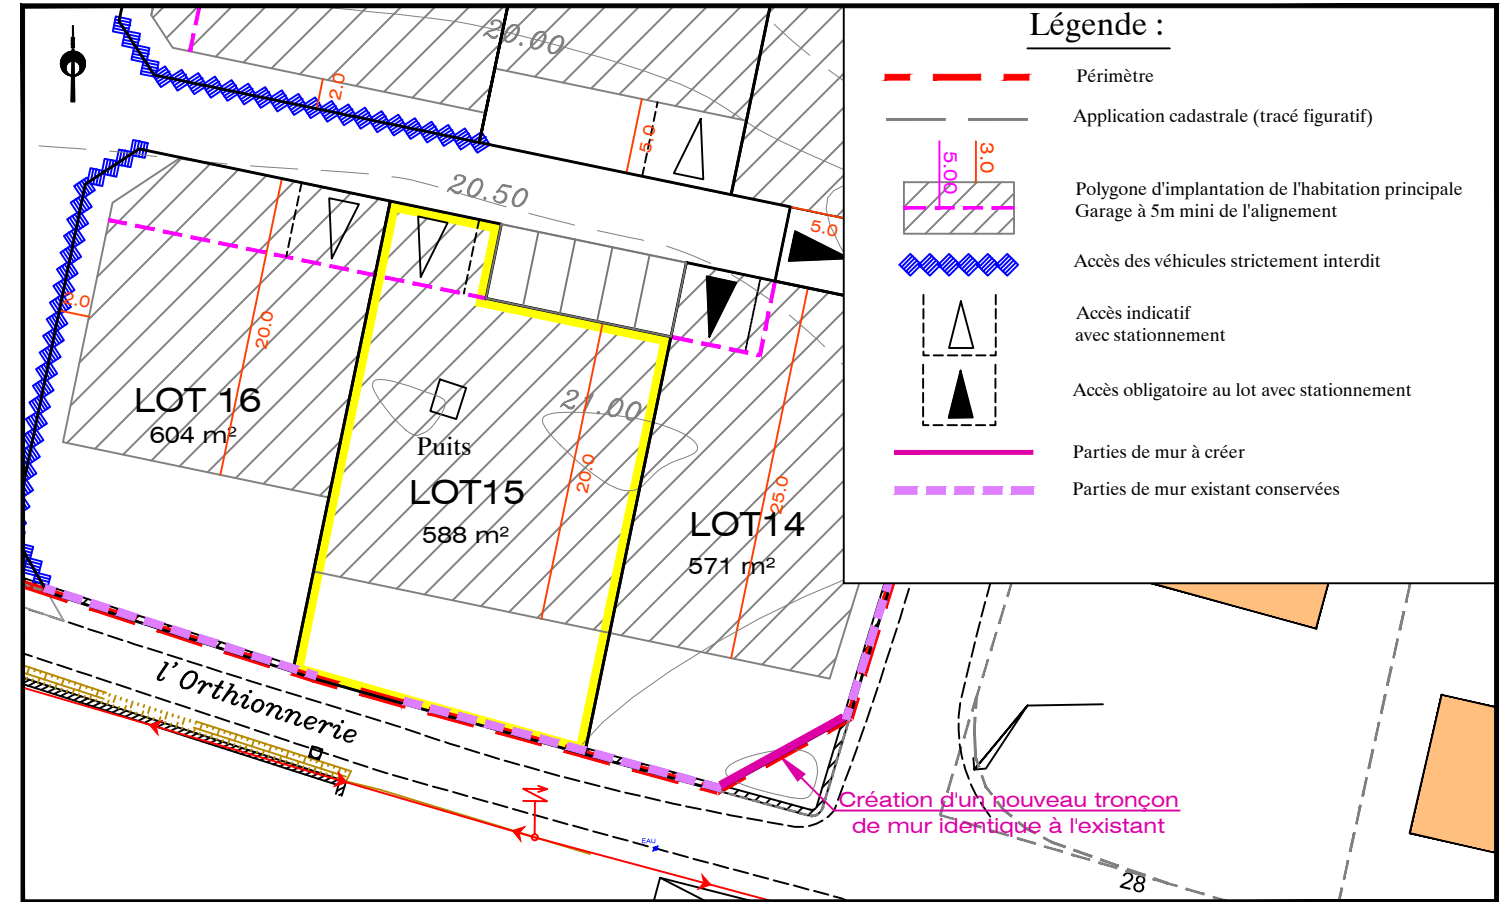 Légende :
Périmètre
Application cadastrale (tracé figuratif)
5.00
3.0
Polygone d'implantation de l'habitation principale
Garage à 5m mini de l'alignement
Accès des véhicules strictement interdit
Accès indicatif
avec stationnement
Accès obligatoire au lot avec stationnement
Parties de mur à créer
Parties de mur existant conservées
20.00
2.0
5.0
20.50
5.0
20.0
LOT 16
604 m²
21.00
Puits
LOT15
588 m²
20.0
25.0
LOT14
571 m²
l'Orthionnerie
Création d'un nouveau tronçon
de mur identique à l'existant
EAU
28